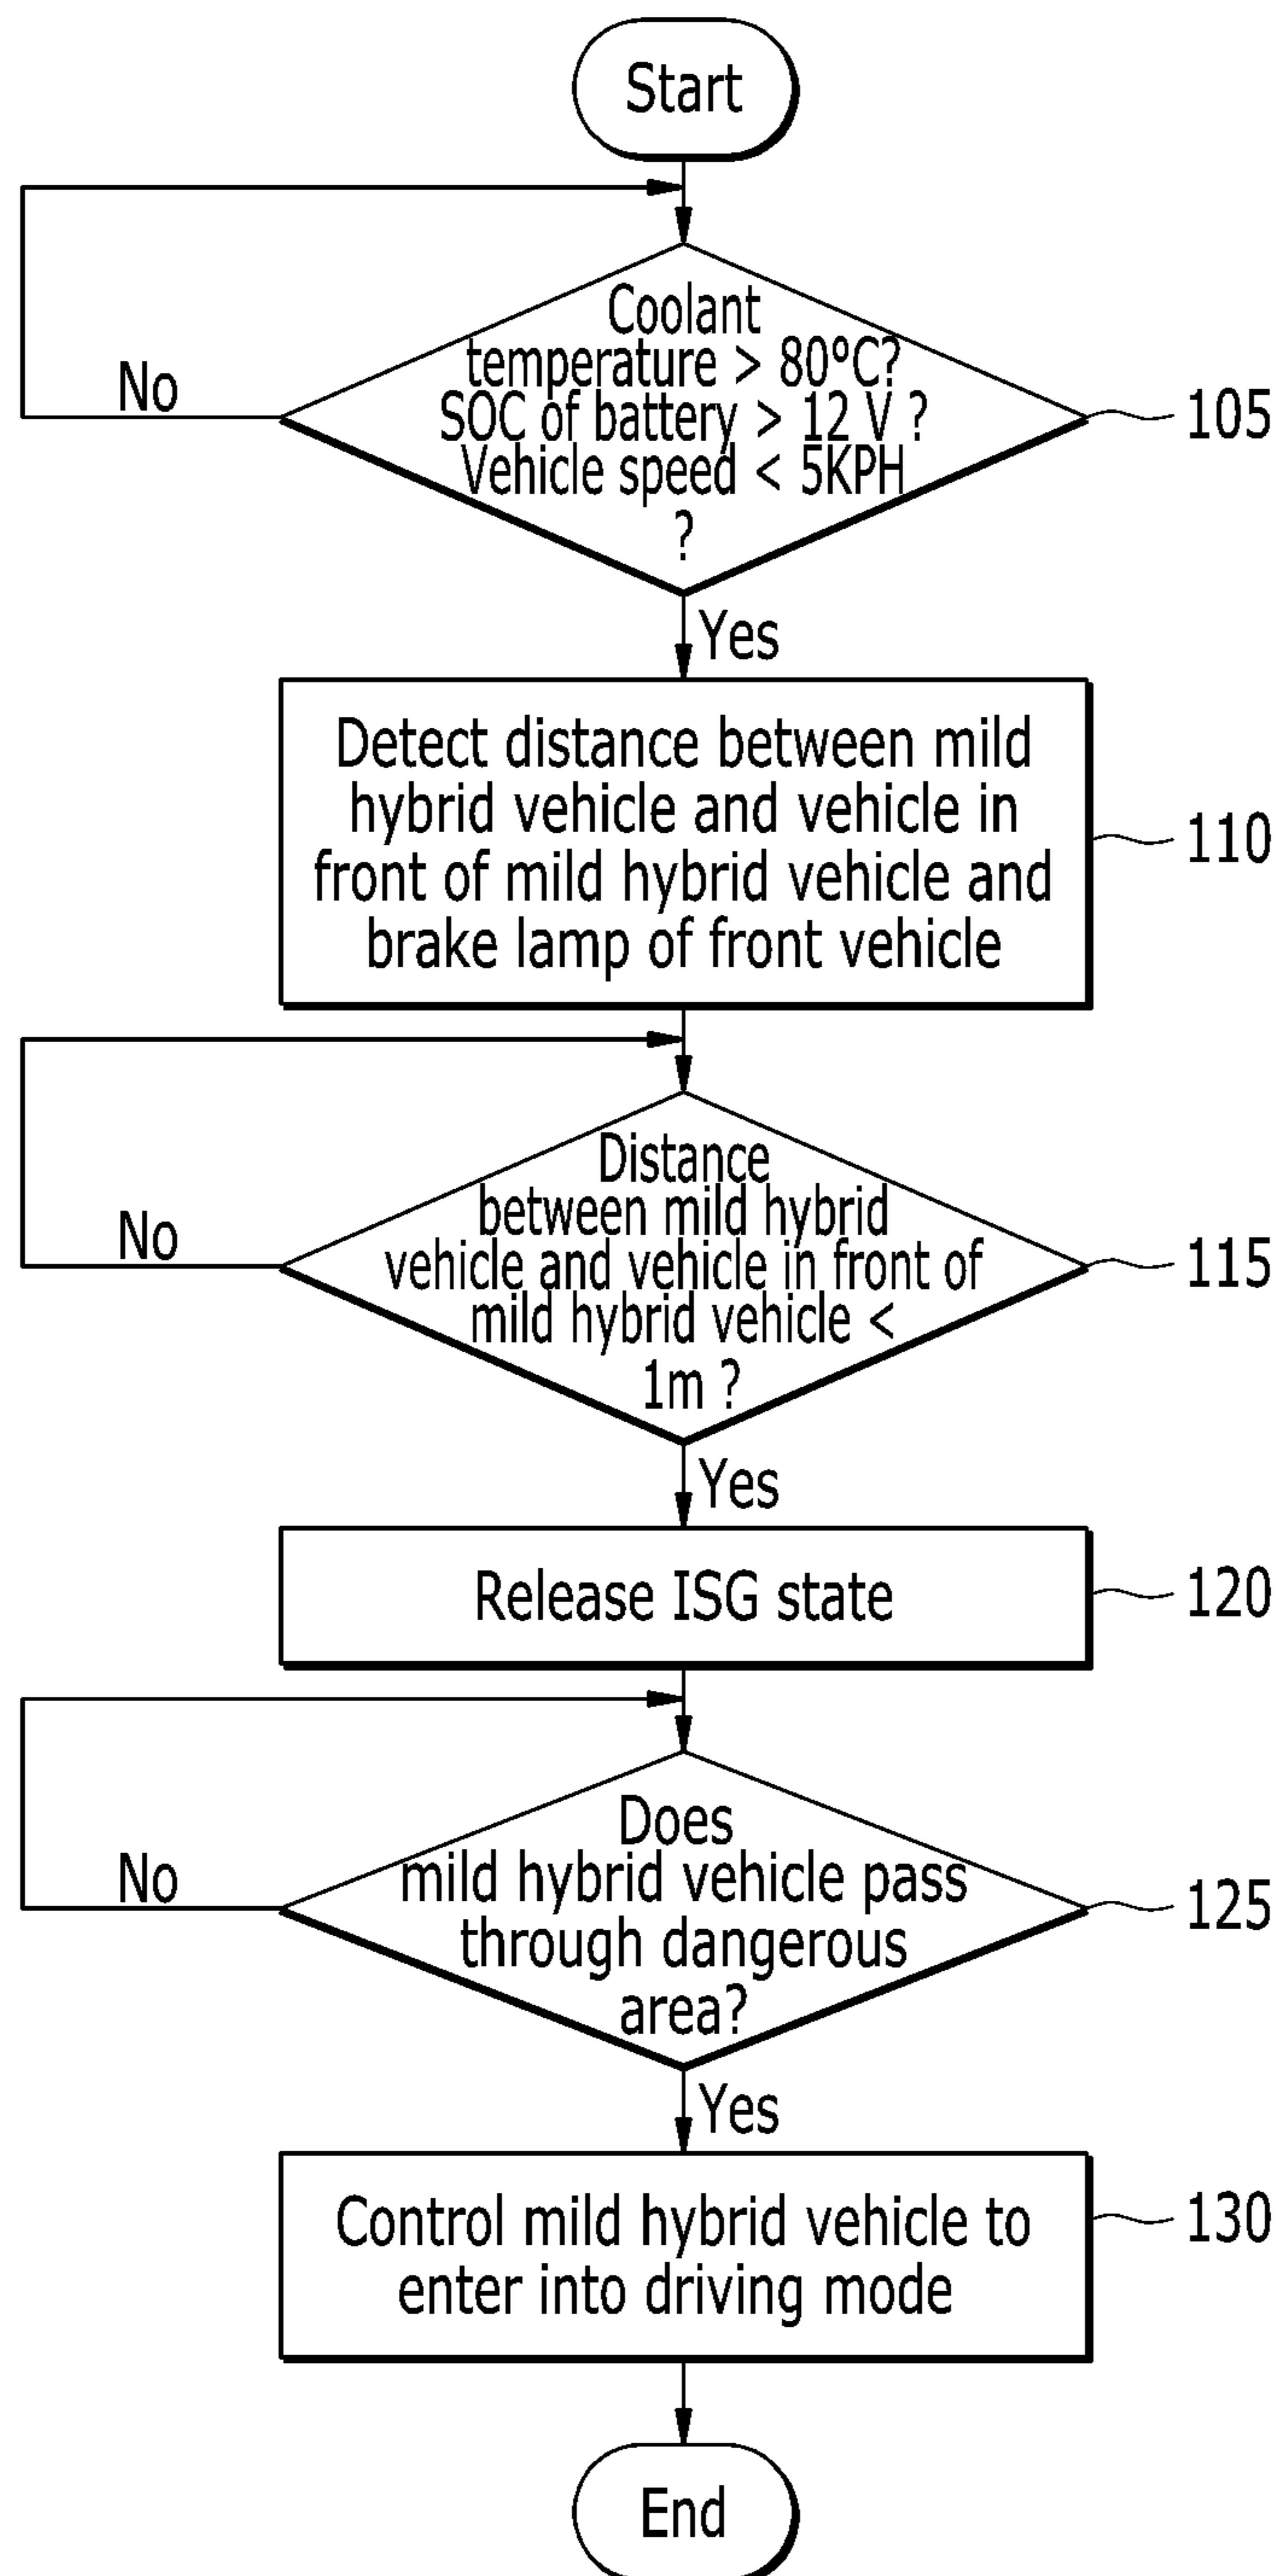 Start
Coolant
temperature > 80°C?
SOC of battery > 12 V ?
Vehicle speed < 5KPH
?
No
105
Yes
Detect distance between mild
hybrid vehicle and vehicle in
front of mild hybrid vehicle and
brake lamp of front vehicle
110
Distance
between mild hybrid
vehicle and vehicle in front of
mild hybrid vehicle <
1m ?
No
115
Yes
Release ISG state
120
Does
mild hybrid vehicle pass
through dangerous
area?
No
125
Yes
Control mild hybrid vehicle to
enter into driving mode
130
End